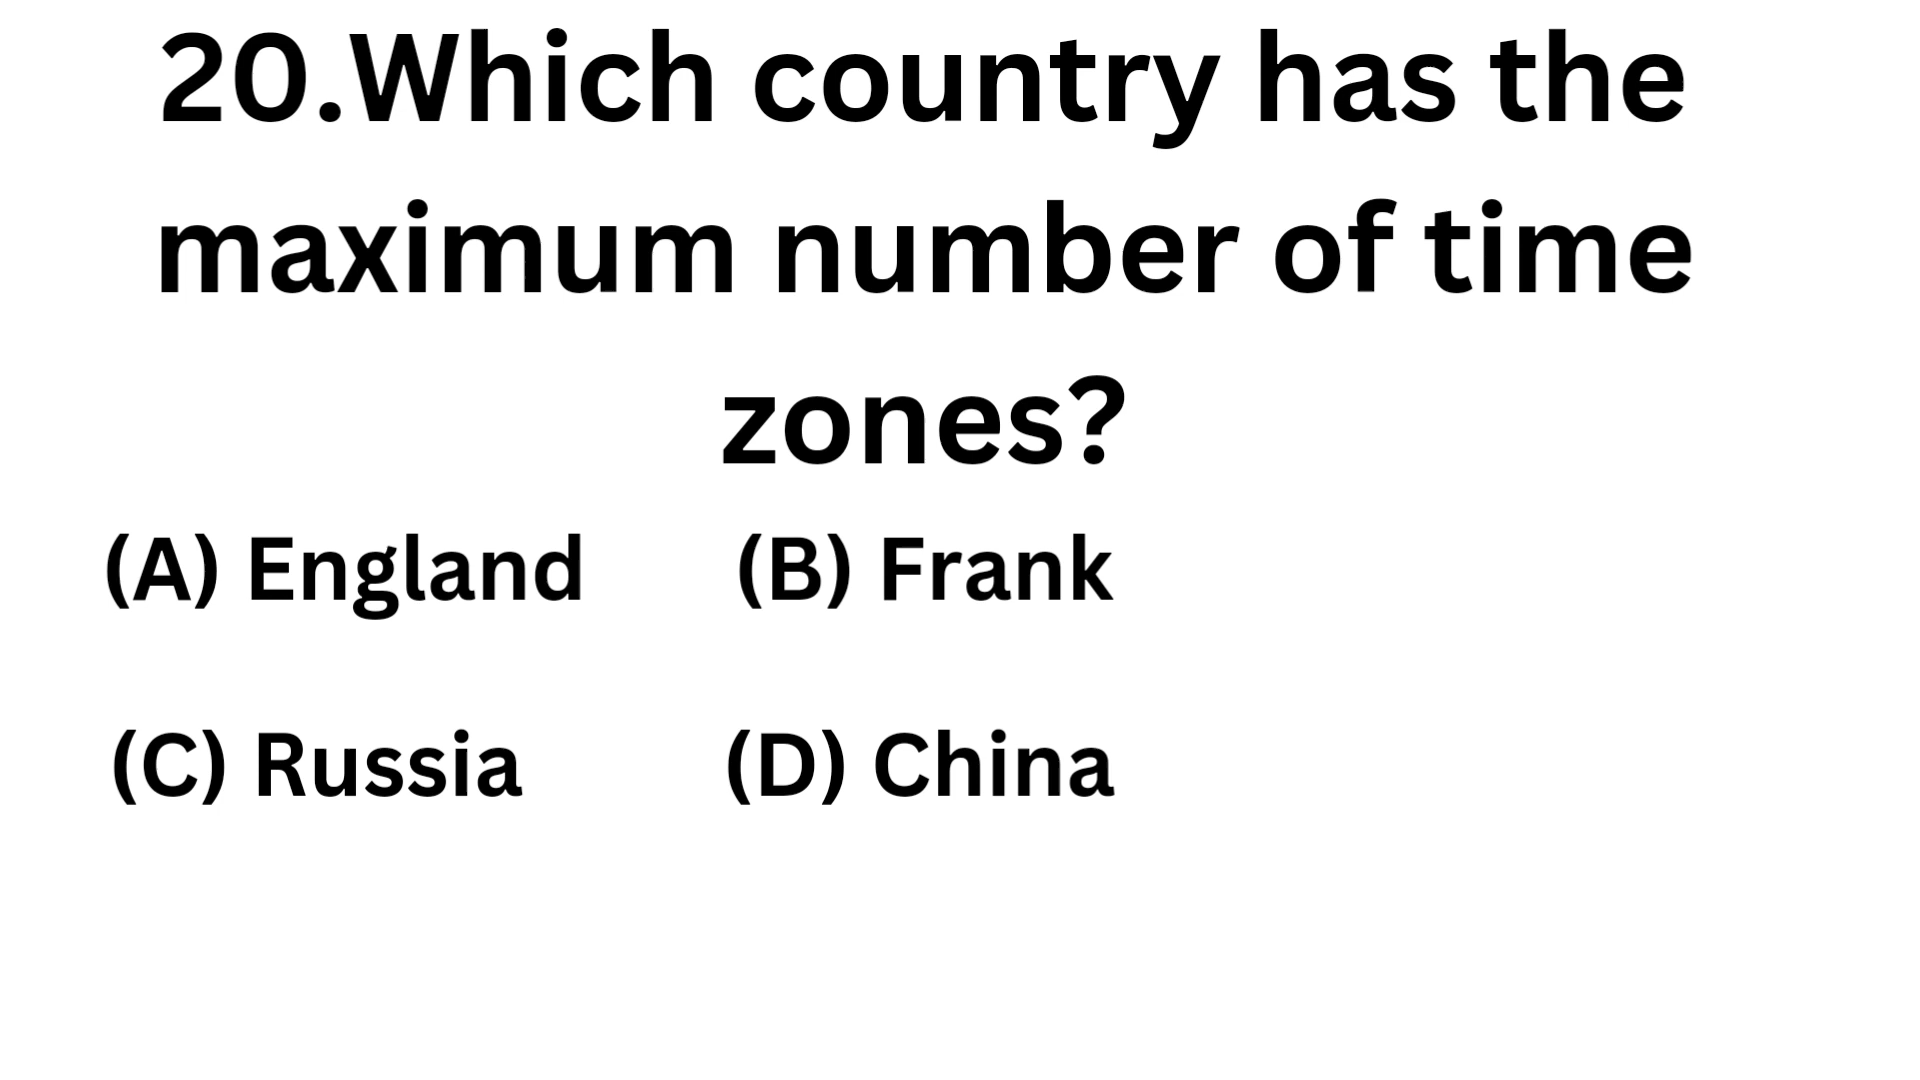 20.Which country has the
maximum number of time
zones?
(A) England (B) Frank
(C) Russia (D) China